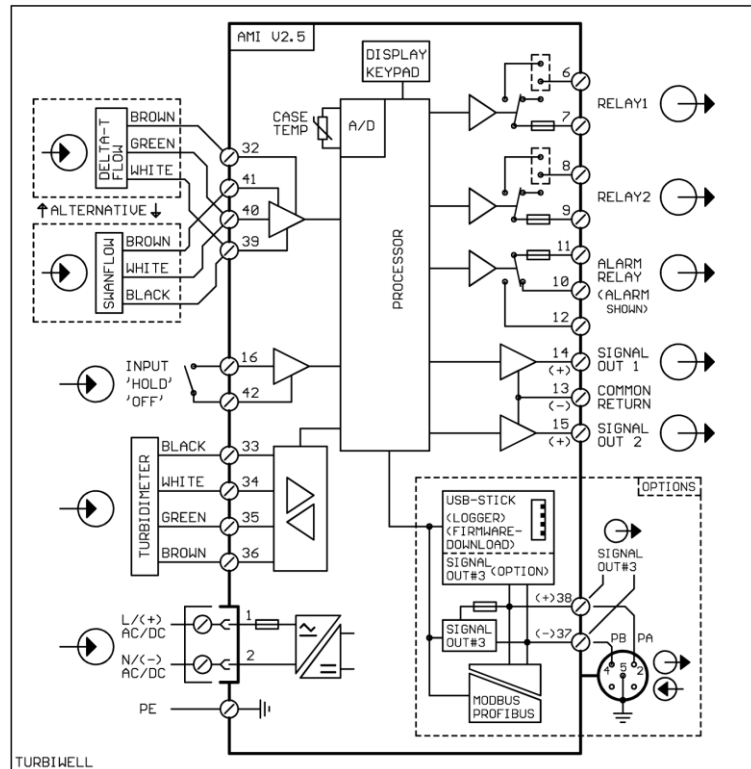 AMI V2.5
DISPLAY
KEYPAD
CASE
TEMP
A/D
PROCESSOR
DELTA-T
FLOW
BROWN
GREEN
WHITE
↑ALTERNATIVE↓
SWANFLOW
BROWN
WHITE
BLACK
32
41
40
39
INPUT
'HOLD'
'OFF'
16
42
TURBIDIMETER
BLACK
WHITE
GREEN
BROWN
33
34
35
36
L/(+)
AC/DC
N/(-)
AC/DC
1
2
PE
6
7
RELAY1
8
9
RELAY2
11
10
12
ALARM
RELAY
(ALARM
SHOWN)
14
(+)
SIGNAL
OUT 1
13
(-)
COMMON
RETURN
15
(+)
SIGNAL
OUT 2
OPTIONS
USB-STICK
(LOGGER)
(FIRMWARE-
DOWNLOAD)
SIGNAL
OUT#3 (OPTION)
SIGNAL
OUT#3
(+)38
SIGNAL
OUT#3
(-)37
PB PA
4 5 2
MODBUS
PROFIBUS
TURBIWELL